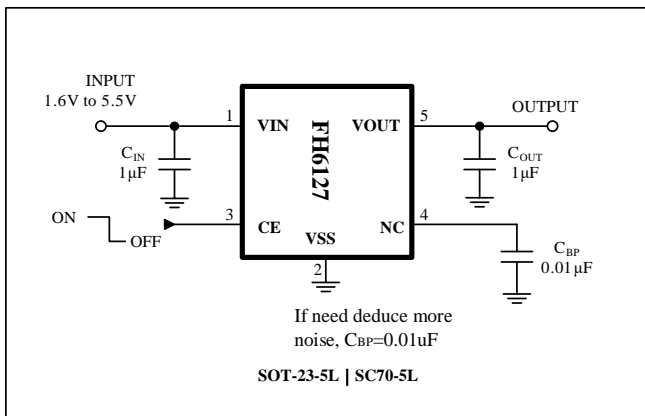 INPUT
1.6V to 5.5V
OUTPUT
1
VIN
FH6127
VOUT
5
CIN
1μF
COUT
1μF
ON
OFF
3
CE
VSS
NC
4
2
CBP
0.01μF
If need deduce more
noise, CBP=0.01uF
SOT-23-5L | SC70-5L